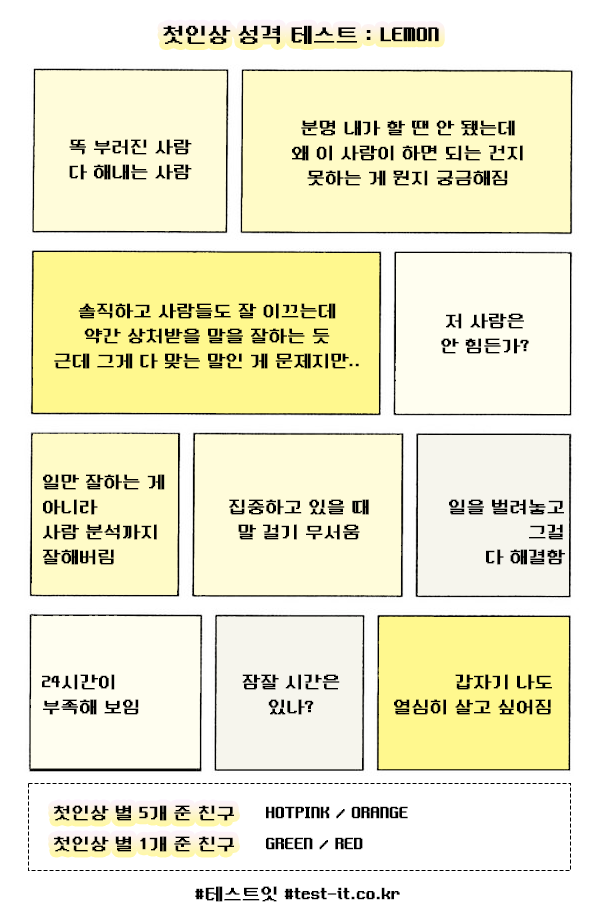 첫인상 성격 테스트 : LEMON
똑 부러진 사람
다 해내는 사람
분명 내가 할 땐 안 됐는데
왜 이 사람이 하면 되는 건지
못하는 게 뭔지 궁금해짐
솔직하고 사람들도 잘 이끄는데
약간 상처받을 말을 잘하는 듯
근데 그게 다 맞는 말인 게 문제지만..
저 사람은
안 힘든가?
일만 잘하는 게
아니라
사람 분석까지
잘해버림
집중하고 있을 때
말 걸기 무서움
일을 벌려놓고
그걸
다 해결함
24시간이
부족해 보임
잠잘 시간은
있나?
갑자기 나도
열심히 살고 싶어짐
첫인상 별 5개 준 친구 HOTPINK / ORANGE
첫인상 별 1개 준 친구 GREEN / RED
#테스트잇 #test-it.co.kr